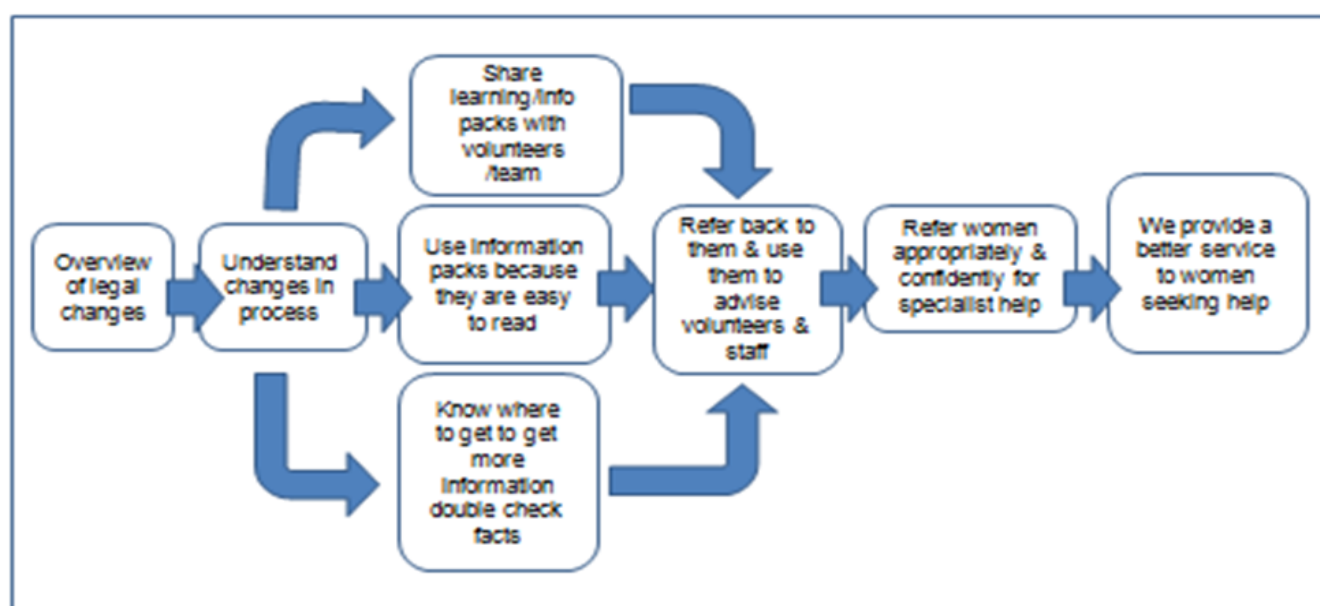 Overview
of legal
changes
Understand
changes in
process
Share
learning/info
packs with
volunteers
/team
Use information
packs because
they are easy
to read
Know where
to get to get
more
information
double check
facts
Refer back to
them & use
them to
advise
volunteers &
staff
Refer women
appropriately &
confidently for
specialist help
We provide a
better service
to women
seeking help